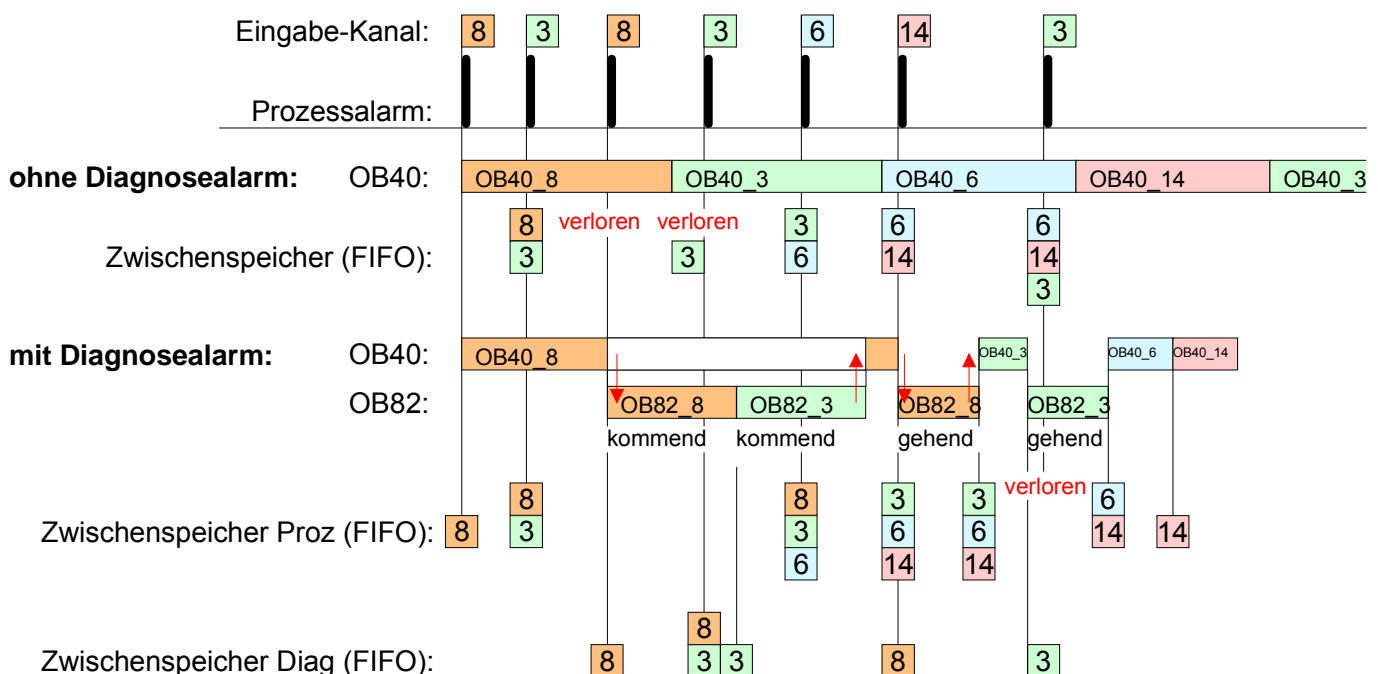 Eingabe-Kanal: 8 3 8 3 6 14 3
Prozessalarm:
ohne Diagnosealarm: OB40: OB40_8 OB40_3 OB40_6 OB40_14 OB40_3
8 verloren verloren 3 6 6
Zwischenspeicher (FIFO): 3 3 6 14 14
3
mit Diagnosealarm: OB40: OB40_8 OB40_3 OB40_6 OB40_14
OB82: OB82_8 OB82_3 OB82_8 OB82_3
kommend kommend gehend gehend
8 8 3 3 verloren 6
Zwischenspeicher Proz (FIFO): 8 3 3 6 6 14 14
6 14 14
8
Zwischenspeicher Diag (FIFO): 8 3 3 8 3